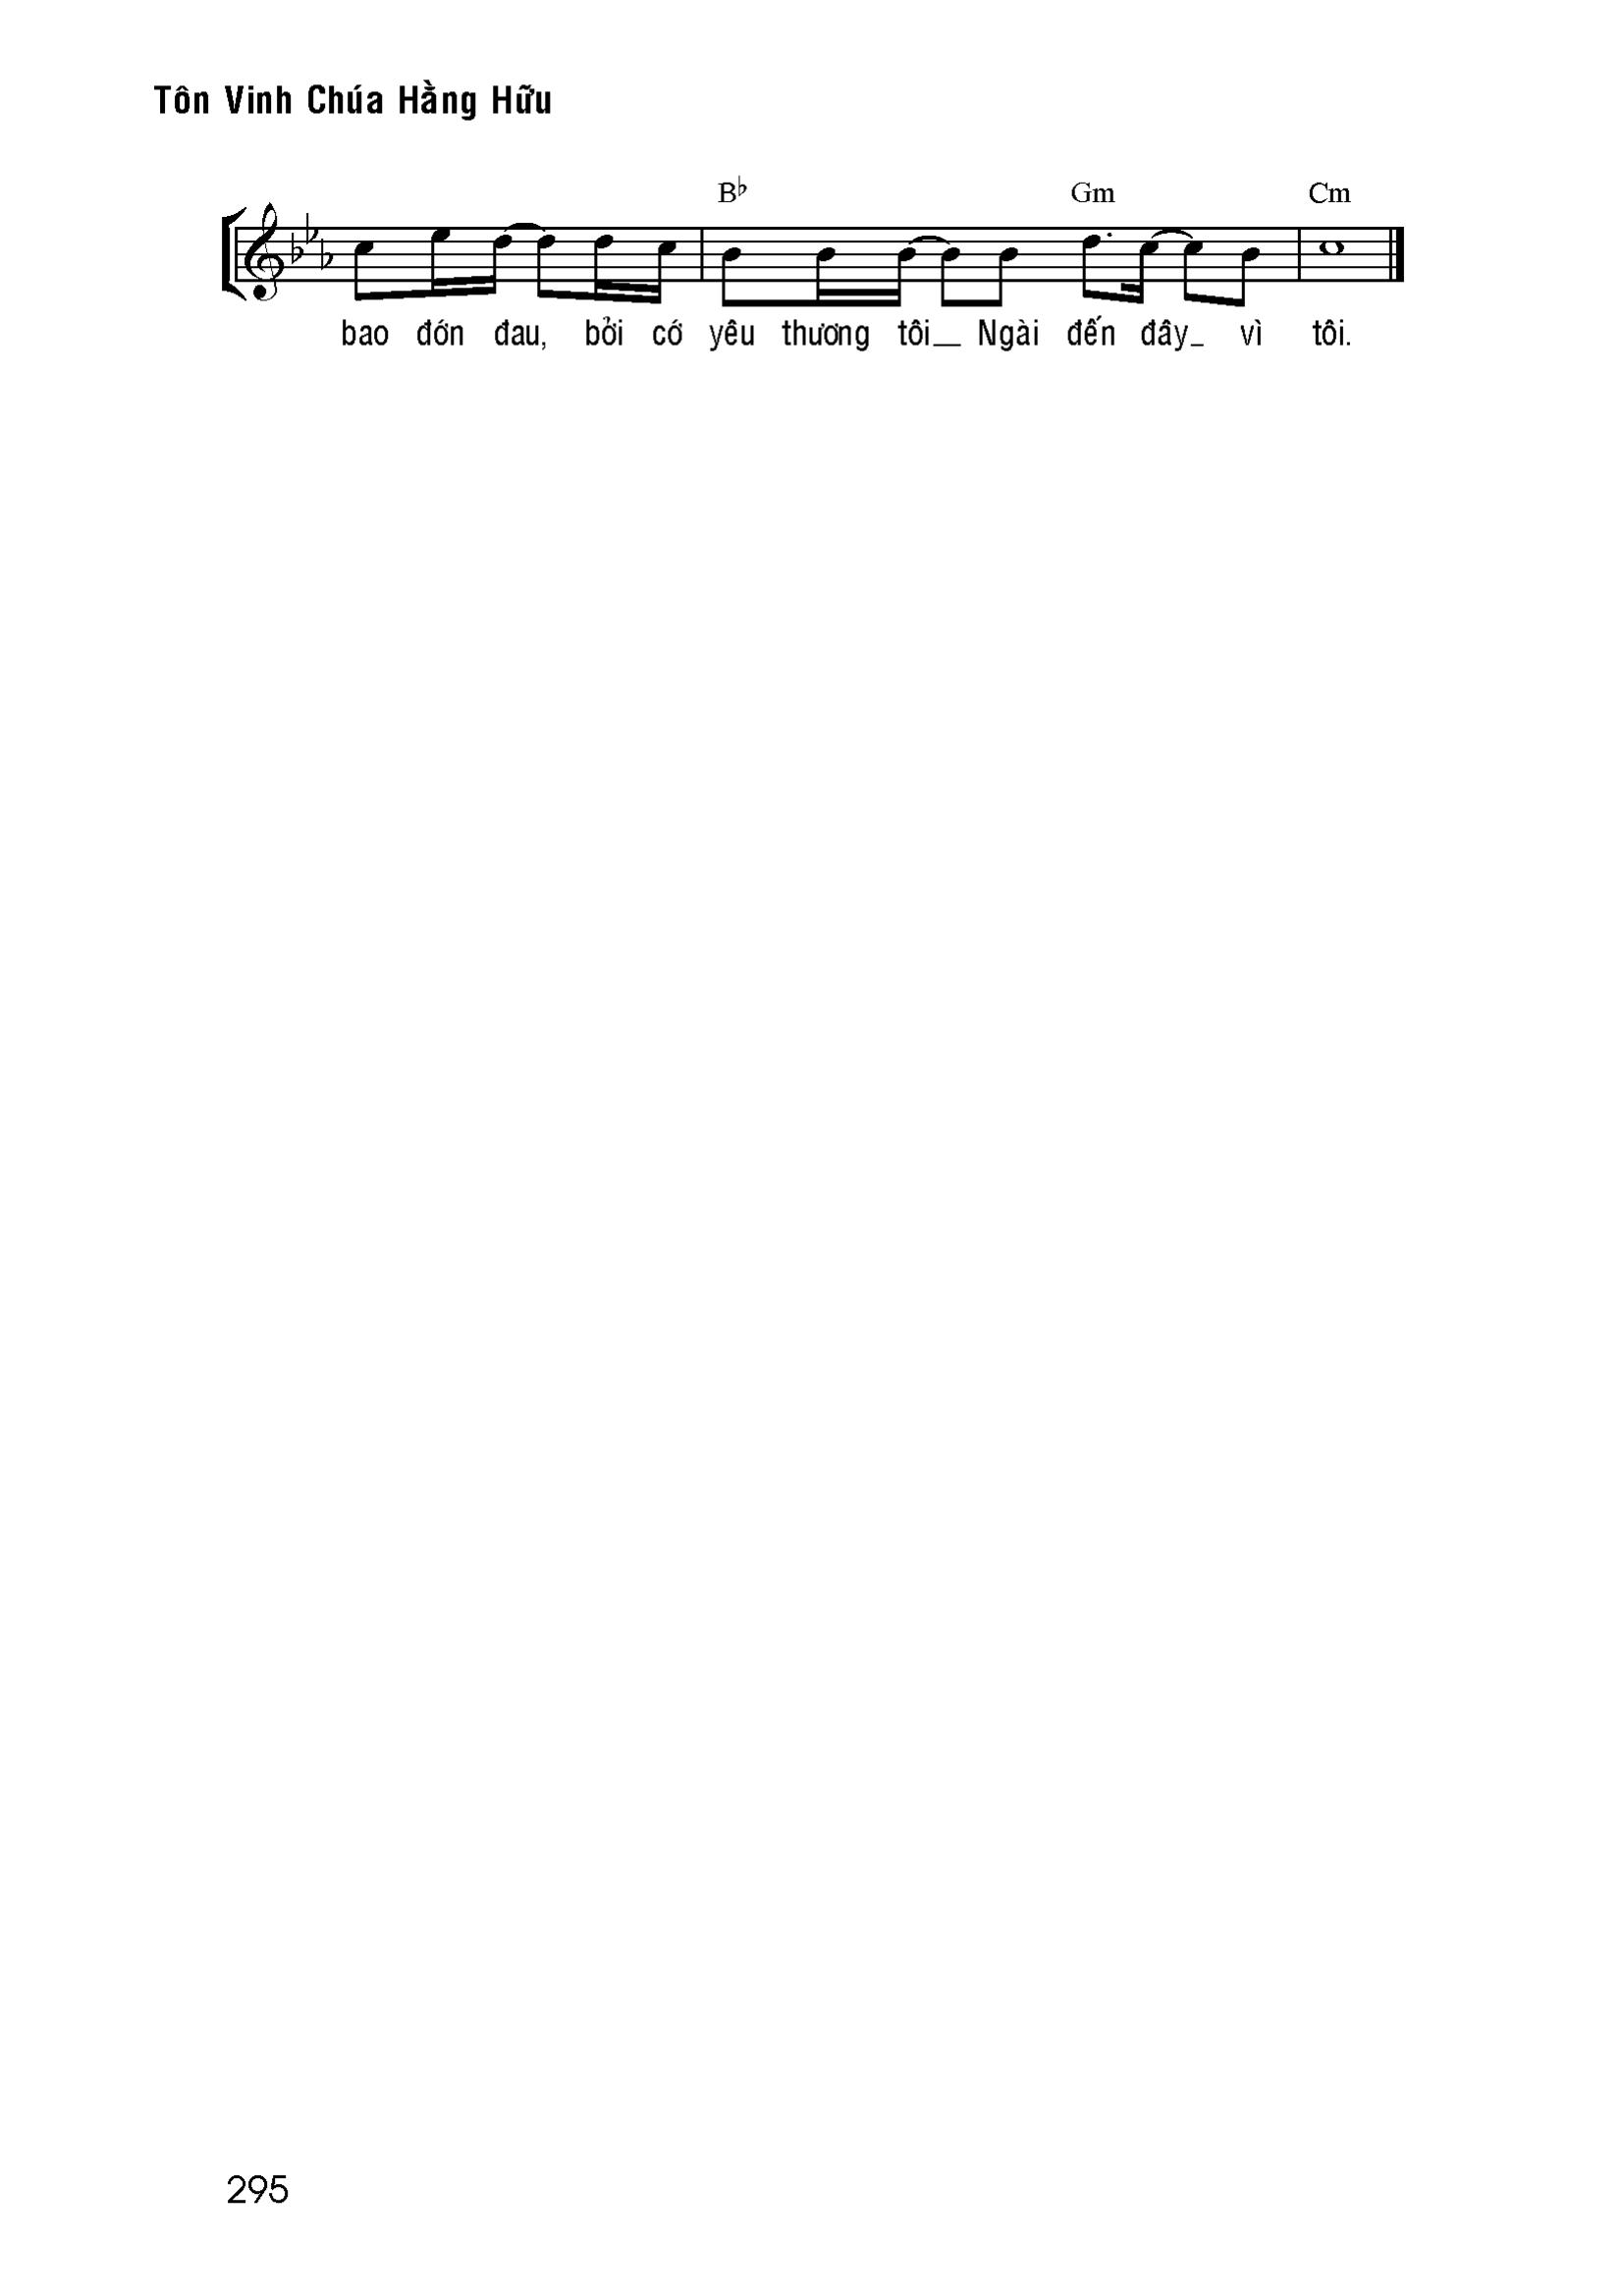 Tôn Vinh Chúa Hằng Hữu
B♭ Gm Cm
bao đớn đau, bởi cớ yêu thương tôi Ngài đến đây vì tôi.
295